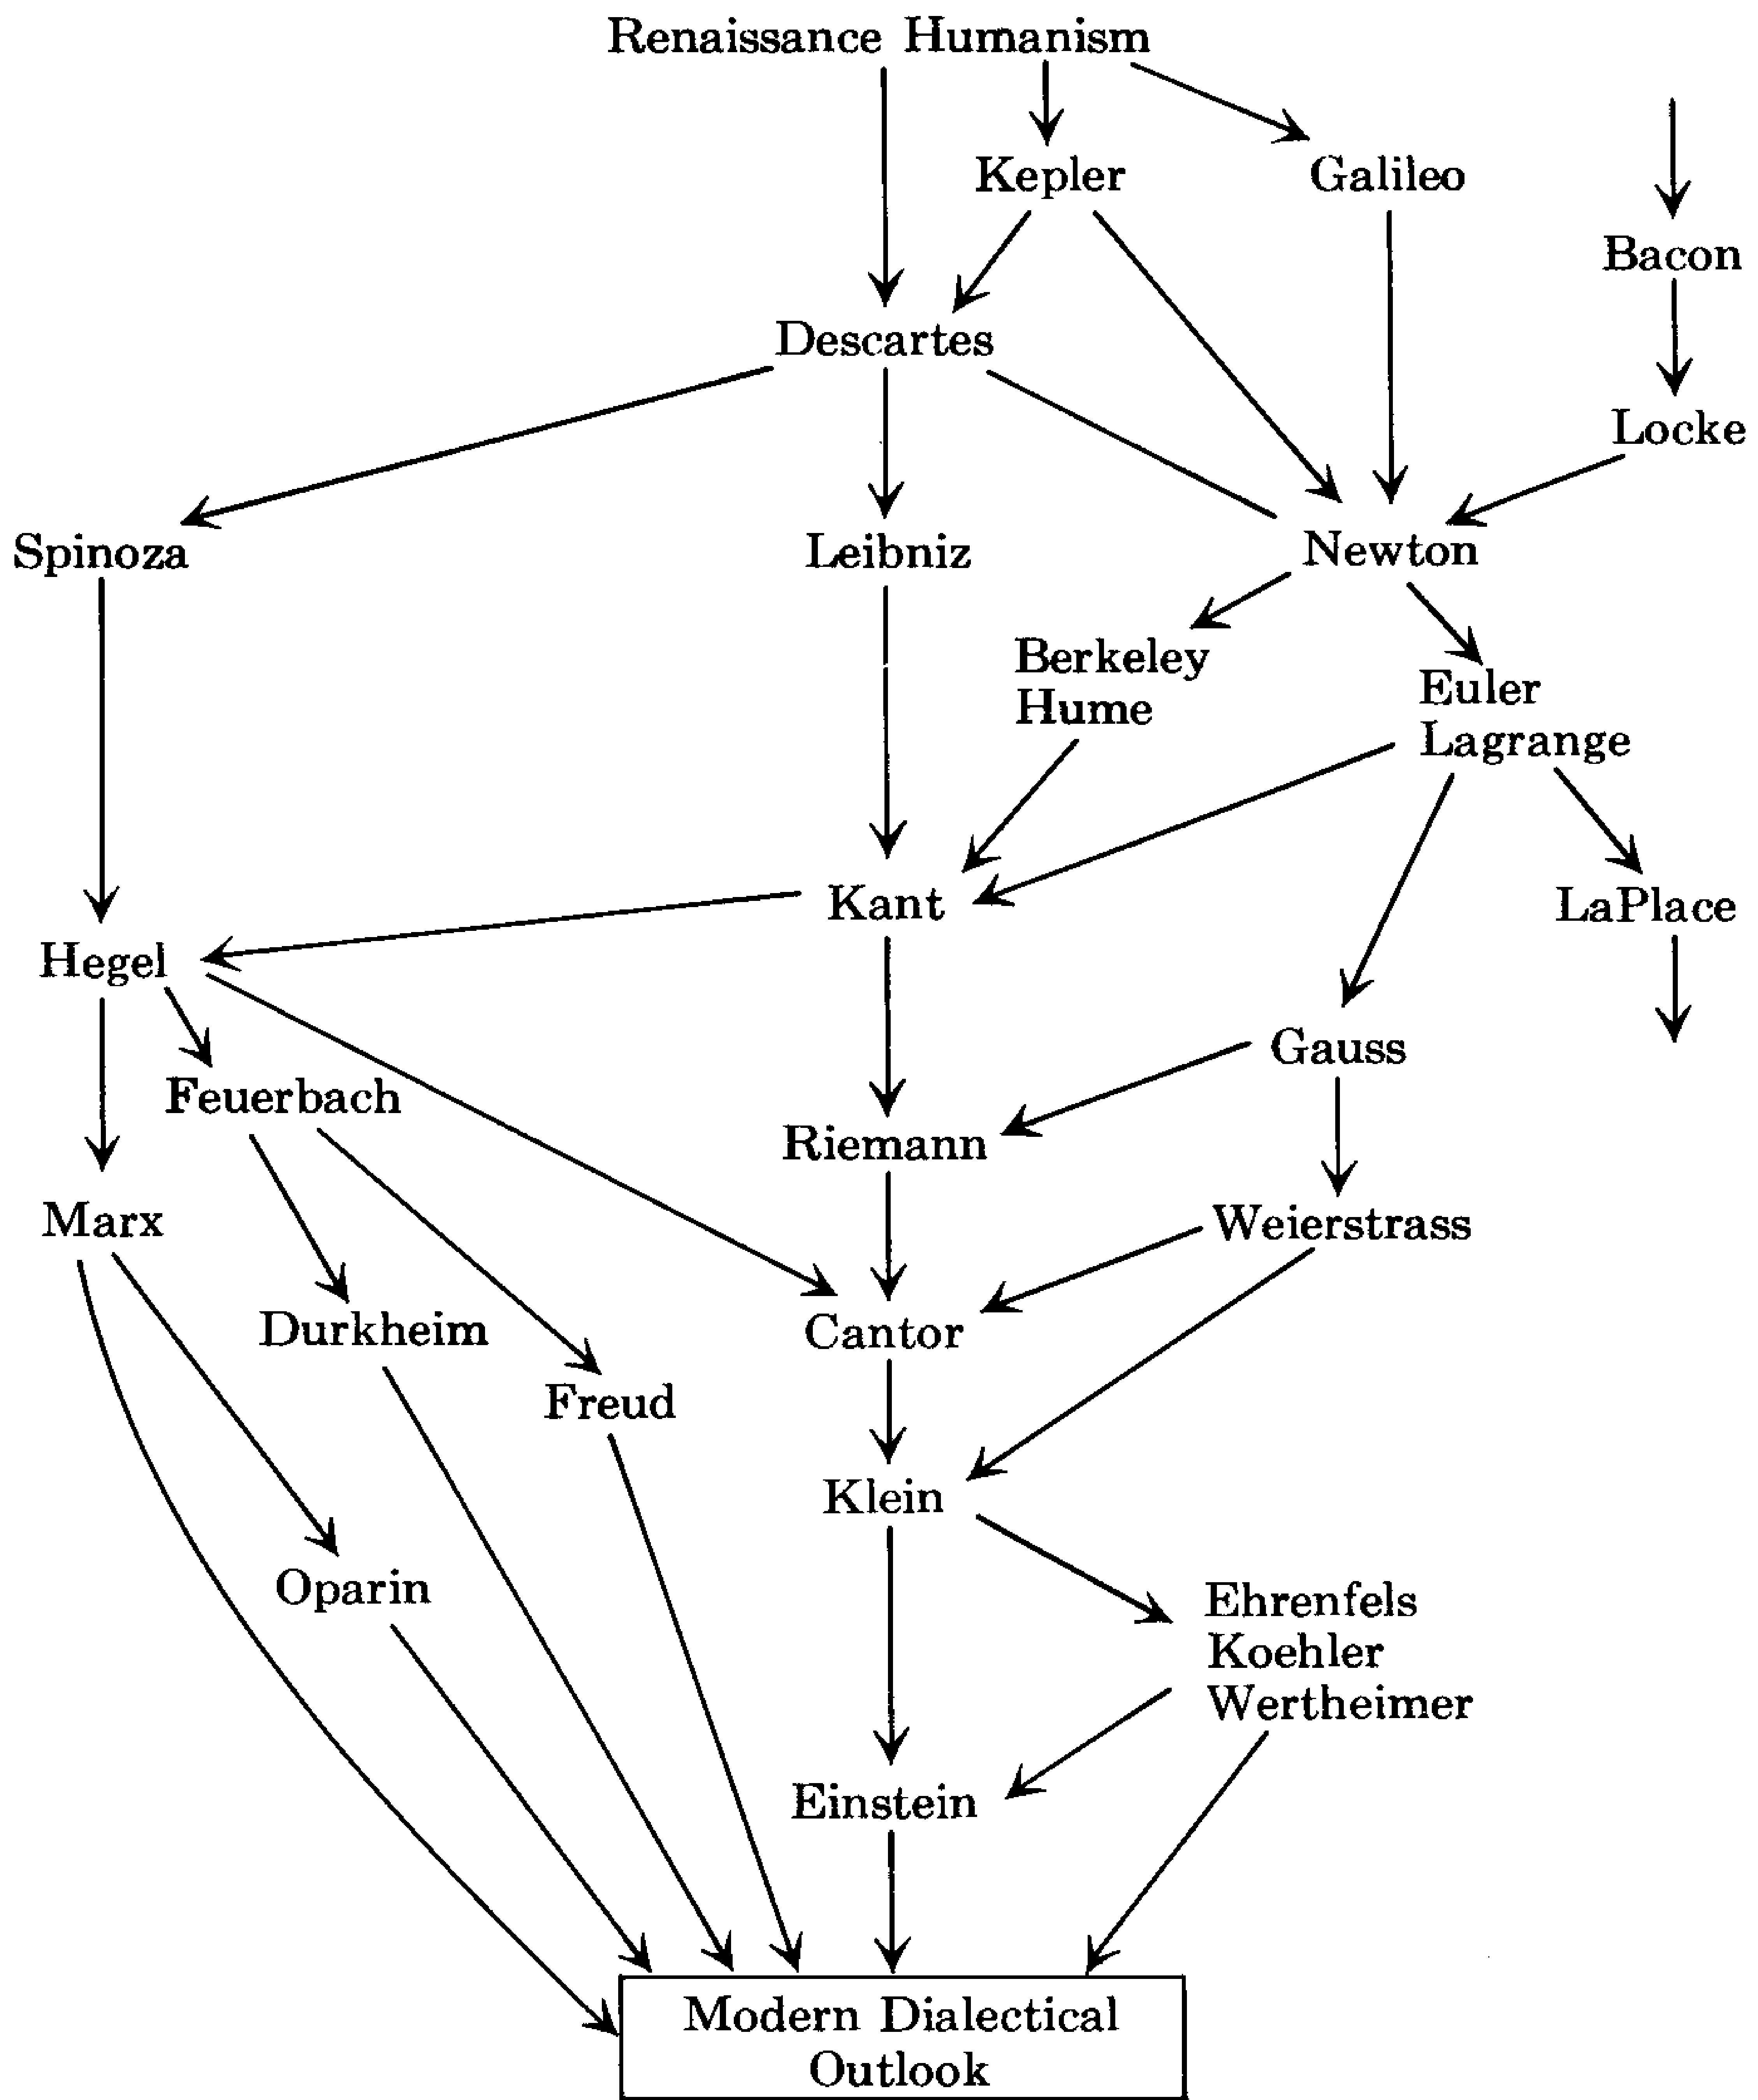 Renaissance Humanism
Kepler
Galileo
Bacon
Descartes
Locke
Spinoza
Leibniz
Newton
Berkeley
Hume
Euler
Lagrange
Kant
LaPlace
Hegel
Gauss
Feuerbach
Riemann
Marx
Weierstrass
Durkheim
Cantor
Freud
Klein
Oparin
Ehrenfels
Koehler
Wertheimer
Einstein
Modern Dialectical
Outlook